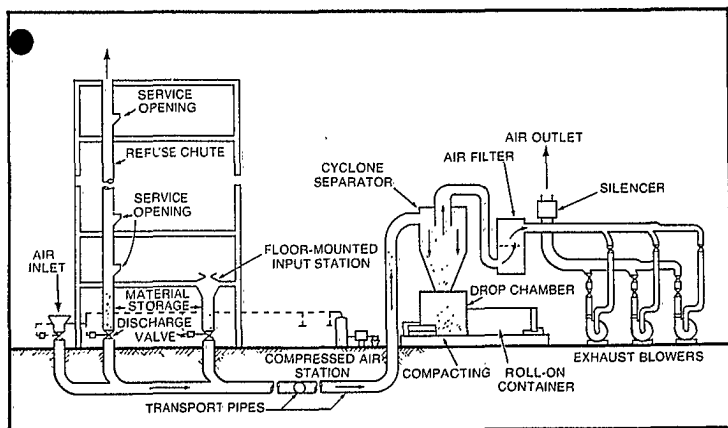 SERVICE
OPENING
REFUSE CHUTE
SERVICE
OPENING
AIR
INLET
FLOOR-MOUNTED
INPUT STATION
MATERIAL
STORAGE
DISCHARGE
VALVE
COMPRESSED AIR
STATION
TRANSPORT PIPES
CYCLONE
SEPARATOR
AIR FILTER
AIR OUTLET
SILENCER
DROP CHAMBER
COMPACTING
ROLL-ON
CONTAINER
EXHAUST BLOWERS